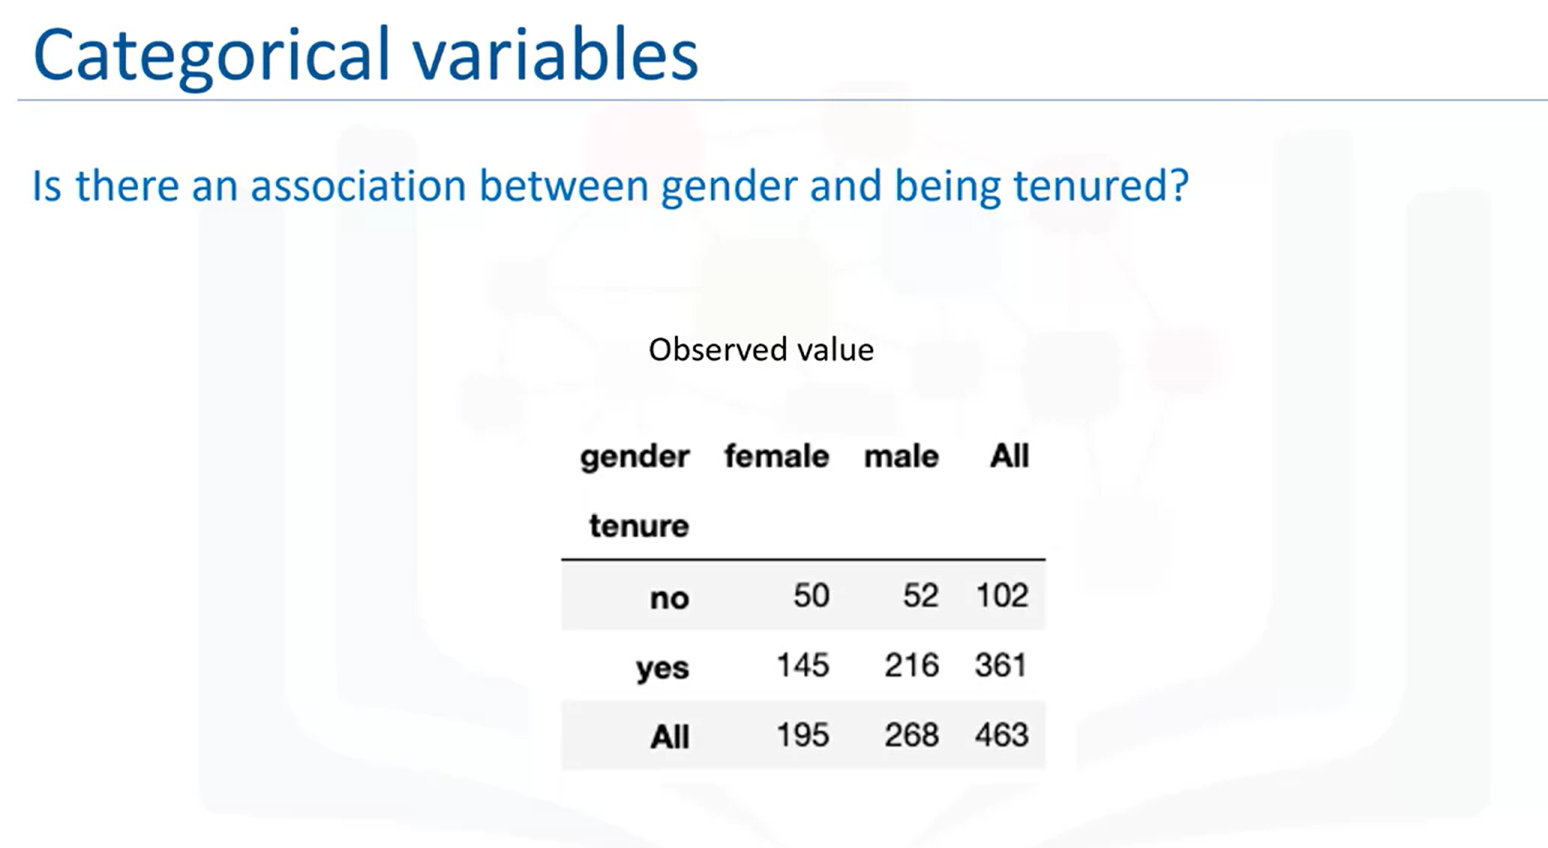 Categorical variables
Is there an association between gender and being tenured?
Observed value
gender female male All
tenure
no 50 52 102
yes 145 216 361
All 195 268 463